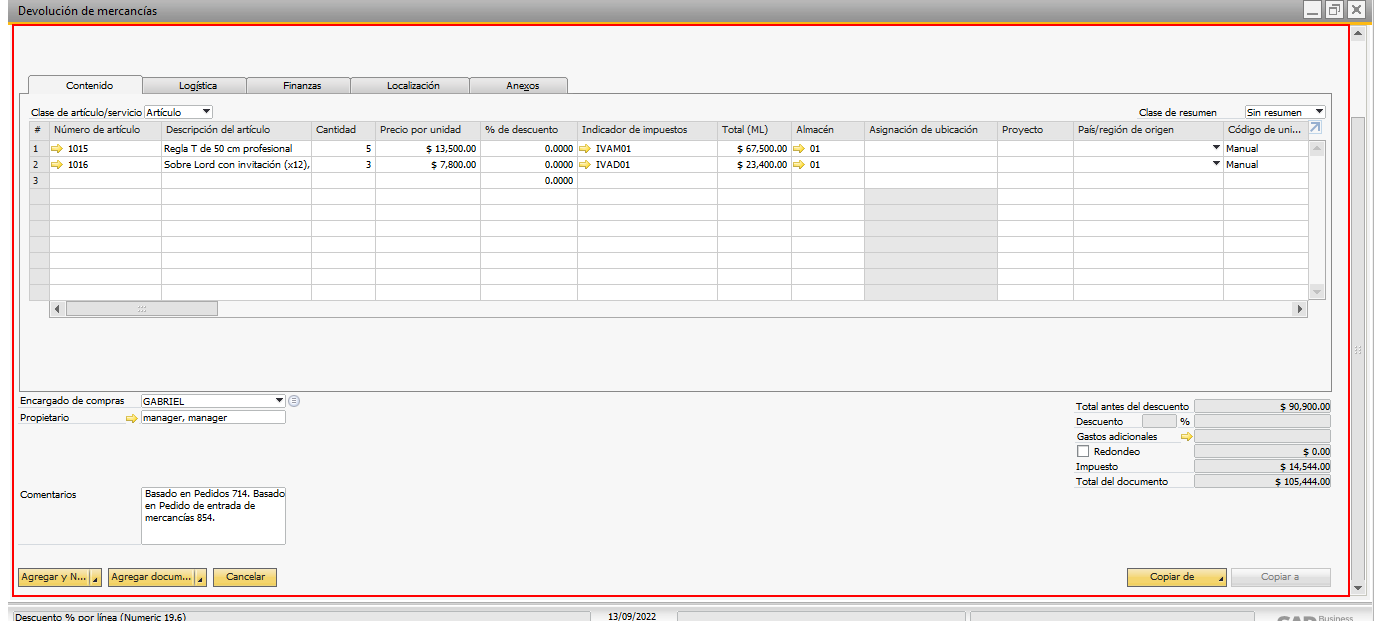 Devolución de mercancías
Contenido Logística Finanzas Localización Anexos
Clase de artículo/servicio Artículo Clase de resumen Sin resumen
# Número de artículo Descripción del artículo Cantidad Precio por unidad % de descuento Indicador de impuestos Total (ML) Almacén Asignación de ubicación Proyecto País/región de origen Código de uni...
1 1015 Regla T de 50 cm profesional 5 $ 13,500.00 0.0000 IVAM01 $ 67,500.00 01 Manual
2 1016 Sobre Lord con invitación (x12), 3 $ 7,800.00 0.0000 IVAD01 $ 23,400.00 01 Manual
3 0.0000
Encargado de compras GABRIEL
Propietario manager, manager
Total antes del descuento $ 90,900.00
Descuento %
Gastos adicionales
Redondeo $ 0.00
Impuesto $ 14,544.00
Total del documento $ 105,444.00
Comentarios Basado en Pedidos 714. Basado
en Pedido de entrada de
mercancías 854.
Agregar y N... Agregar docum... Cancelar Copiar de Copiar a
Descuento % por línea (Numeric 19.6) 13/09/2022 SAP Business